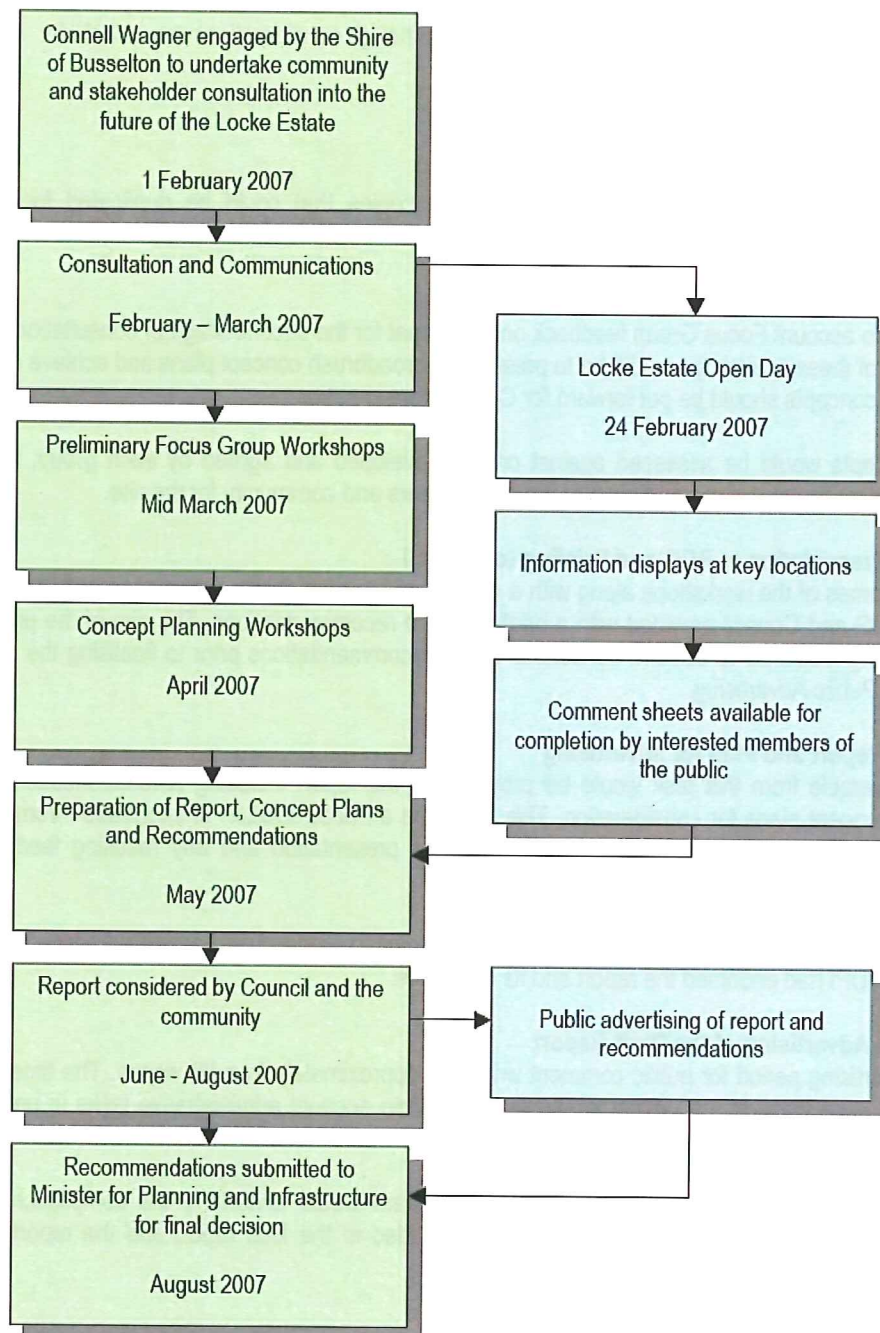 Connell Wagner engaged by the Shire
of Busselton to undertake community
and stakeholder consultation into the
future of the Locke Estate
1 February 2007
Consultation and Communications
February – March 2007
Locke Estate Open Day
24 February 2007
Preliminary Focus Group Workshops
Mid March 2007
Information displays at key locations
Concept Planning Workshops
April 2007
Comment sheets available for
completion by interested members of
the public
Preparation of Report, Concept Plans
and Recommendations
May 2007
Report considered by Council and the
community
June - August 2007
Public advertising of report and
recommendations
Recommendations submitted to
Minister for Planning and Infrastructure
for final decision
August 2007